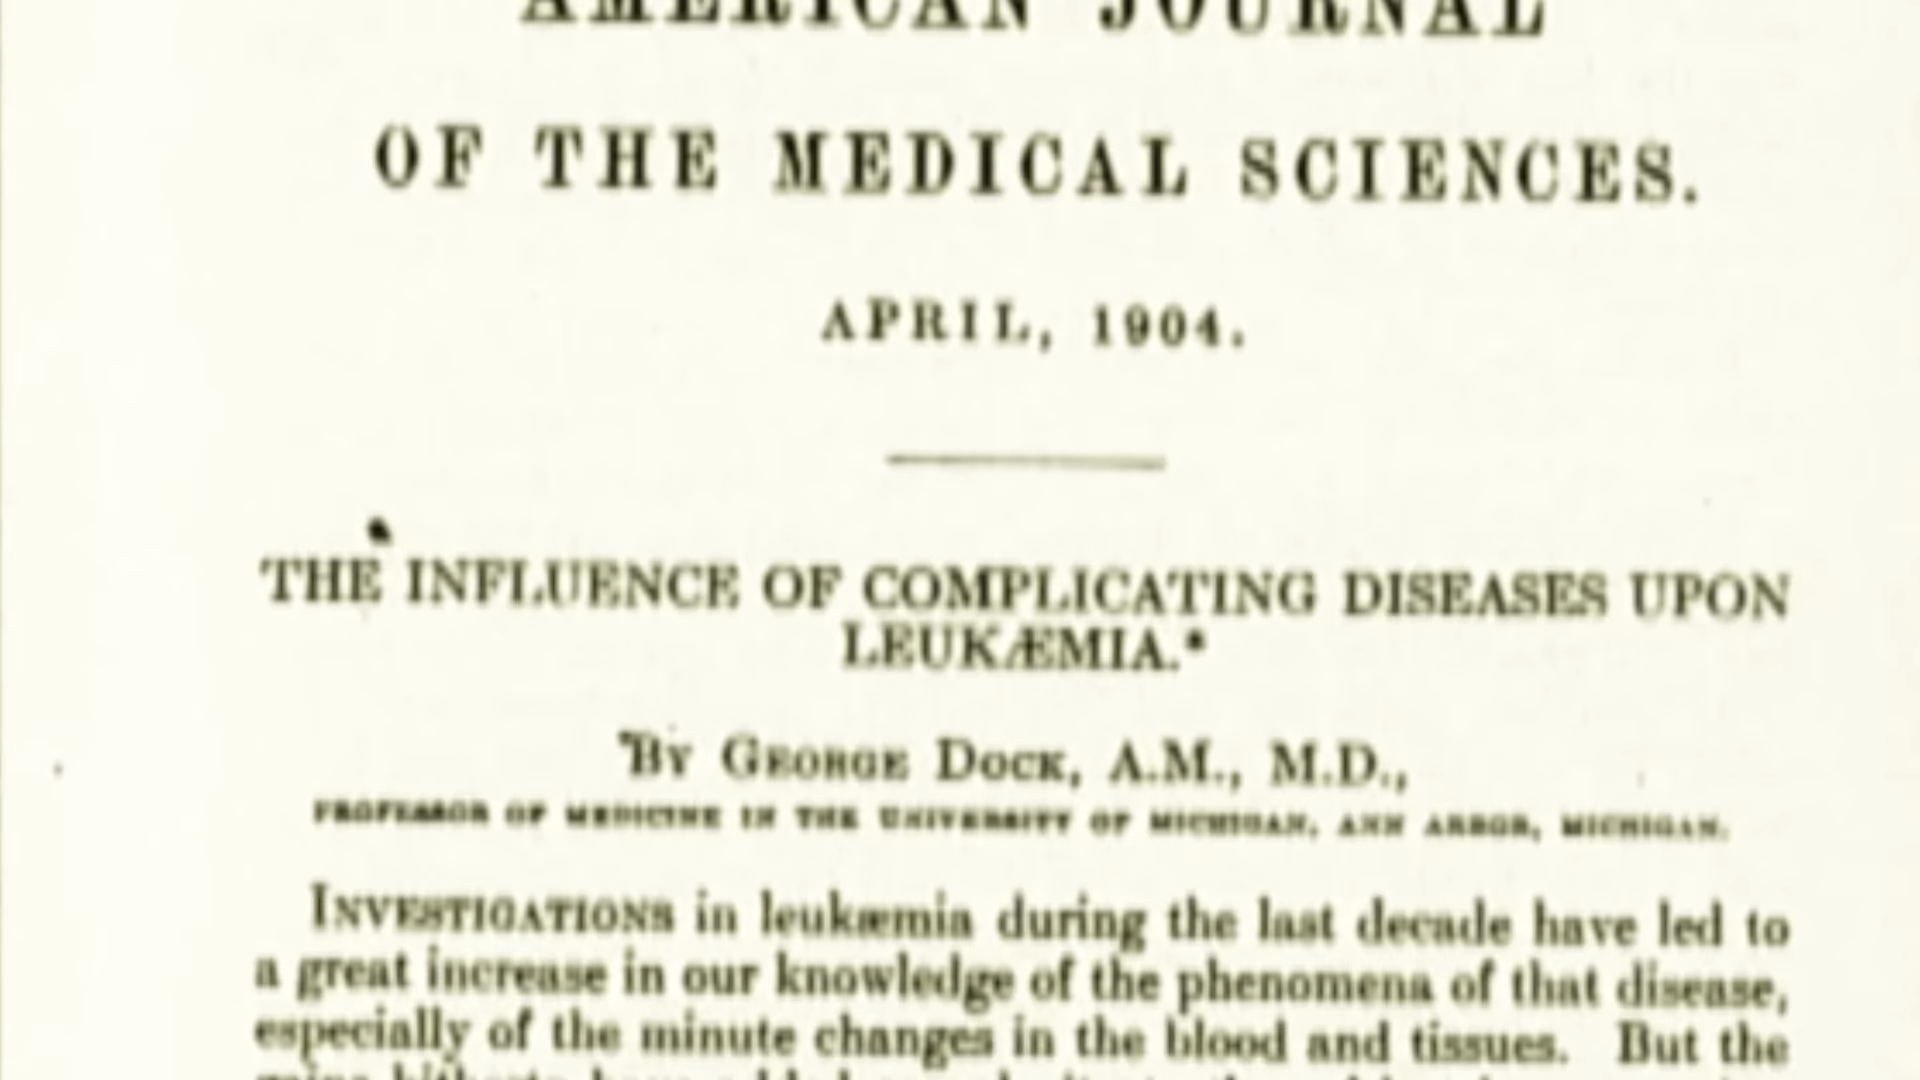 AMERICAN JOURNAL
OF THE MEDICAL SCIENCES.
APRIL, 1904.
THE INFLUENCE OF COMPLICATING DISEASES UPON
LEUKÆMIA.*
By George Dock, A.M., M.D.,
PROFESSOR OF MEDICINE IN THE UNIVERSITY OF MICHIGAN, ANN ARBOR, MICHIGAN.
Investigations in leukæmia during the last decade have led to
a great increase in our knowledge of the phenomena of that disease,
especially of the minute changes in the blood and tissues. But the